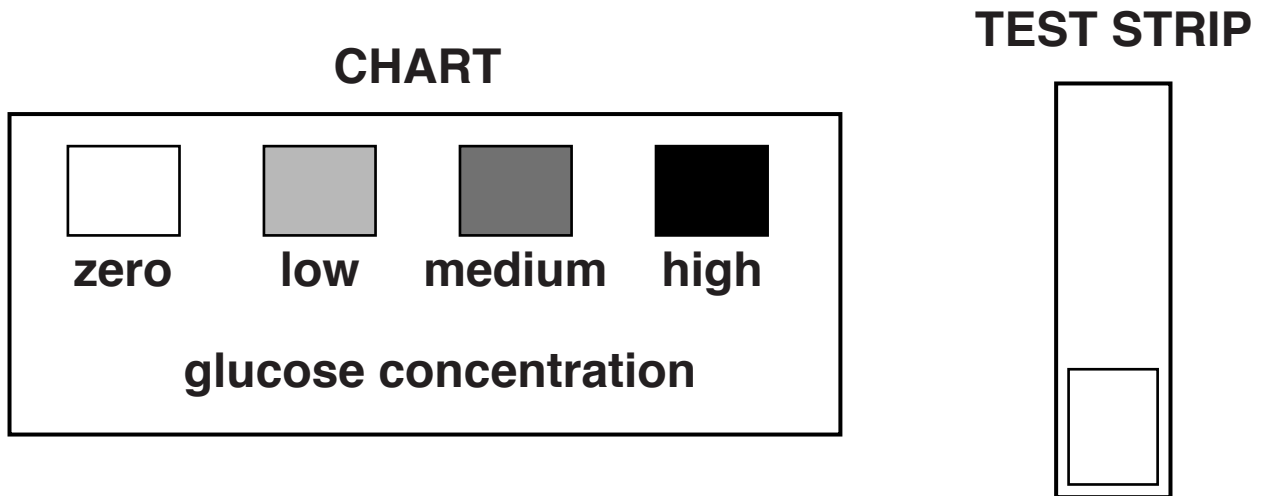 TEST STRIP
CHART
zero low medium high
glucose concentration